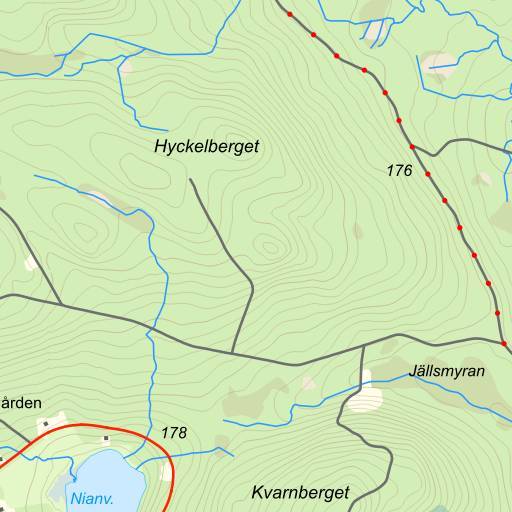 Hyckelberget
176
Jällsmyran
ården
178
Nianv.
Kvarnberget